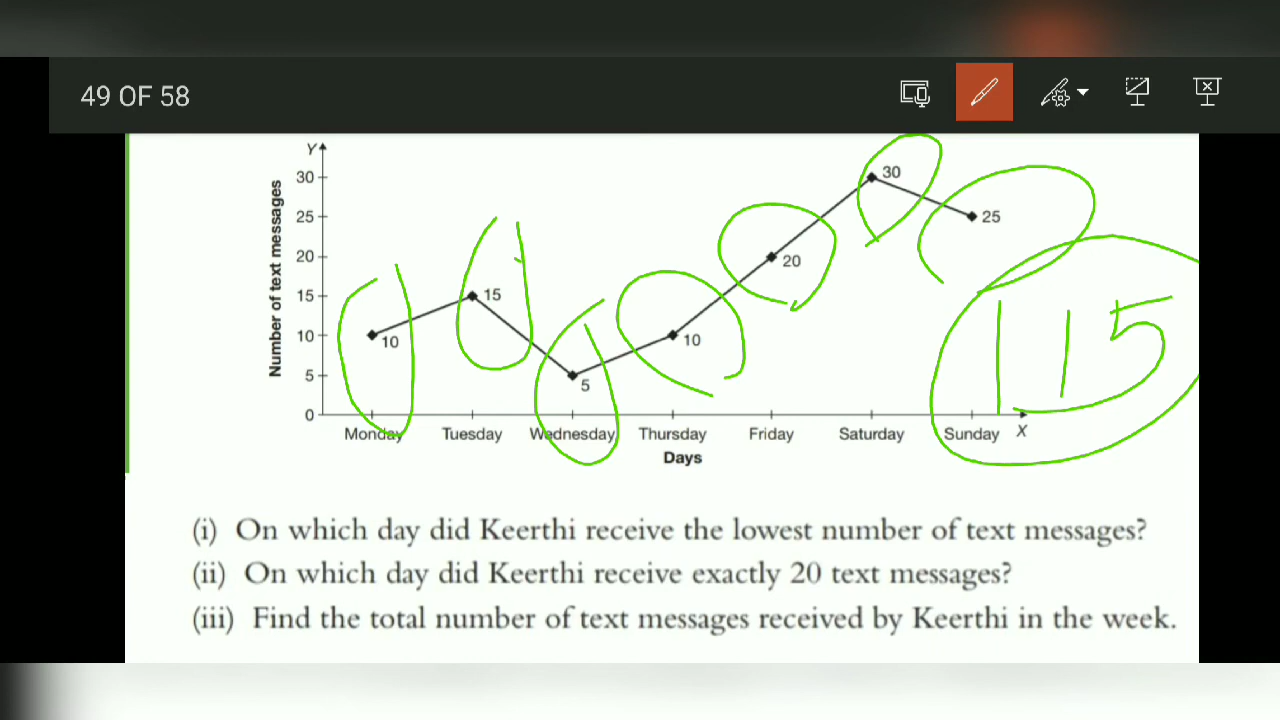 49 OF 58
Y
30
30
25
25
20
20
15
15
10
10
10
5
5
0
Number of text messages
115
Monday Tuesday Wednesday Thursday Friday Saturday Sunday X
Days
(i) On which day did Keerthi receive the lowest number of text messages?
(ii) On which day did Keerthi receive exactly 20 text messages?
(iii) Find the total number of text messages received by Keerthi in the week.